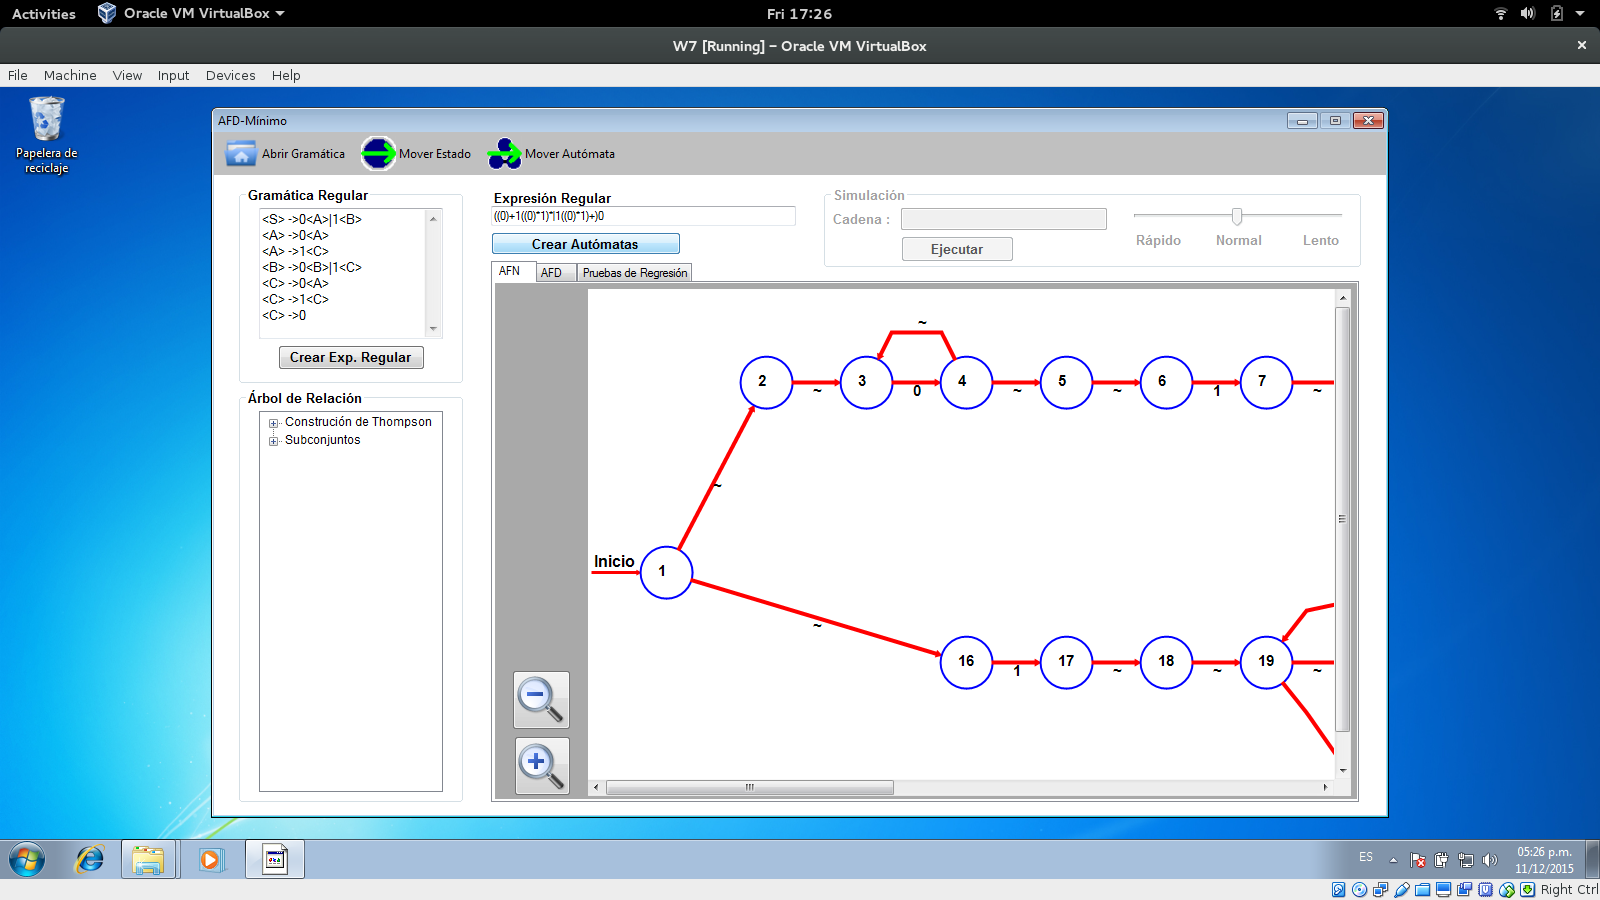 Activities Oracle VM VirtualBox Fri 17:26
W7 [Running] – Oracle VM VirtualBox
File Machine View Input Devices Help
Papelera de
reciclaje
AFD-Mínimo
Abrir Gramática Mover Estado Mover Autómata
Gramática Regular
<S> ->0<A>|1<B>
<A> ->0<A>
<A> ->1<C>
<B> ->0<B>|1<C>
<C> ->0<A>
<C> ->1<C>
<C> ->0
Crear Exp. Regular
Árbol de Relación
Construción de Thompson
Subconjuntos
Expresión Regular
((0)+1((0)*1)*|1((0)*1)+)0
Crear Autómatas
Simulación
Cadena :
Ejecutar
Rápido Normal Lento
AFN AFD Pruebas de Regresión
~
2 3 4 5 6 7
~ 0 ~ ~ 1 ~
~
Inicio
1
~
16 17 18 19
1 ~ ~ ~
ES
05:26 p.m.
11/12/2015
Right Ctrl